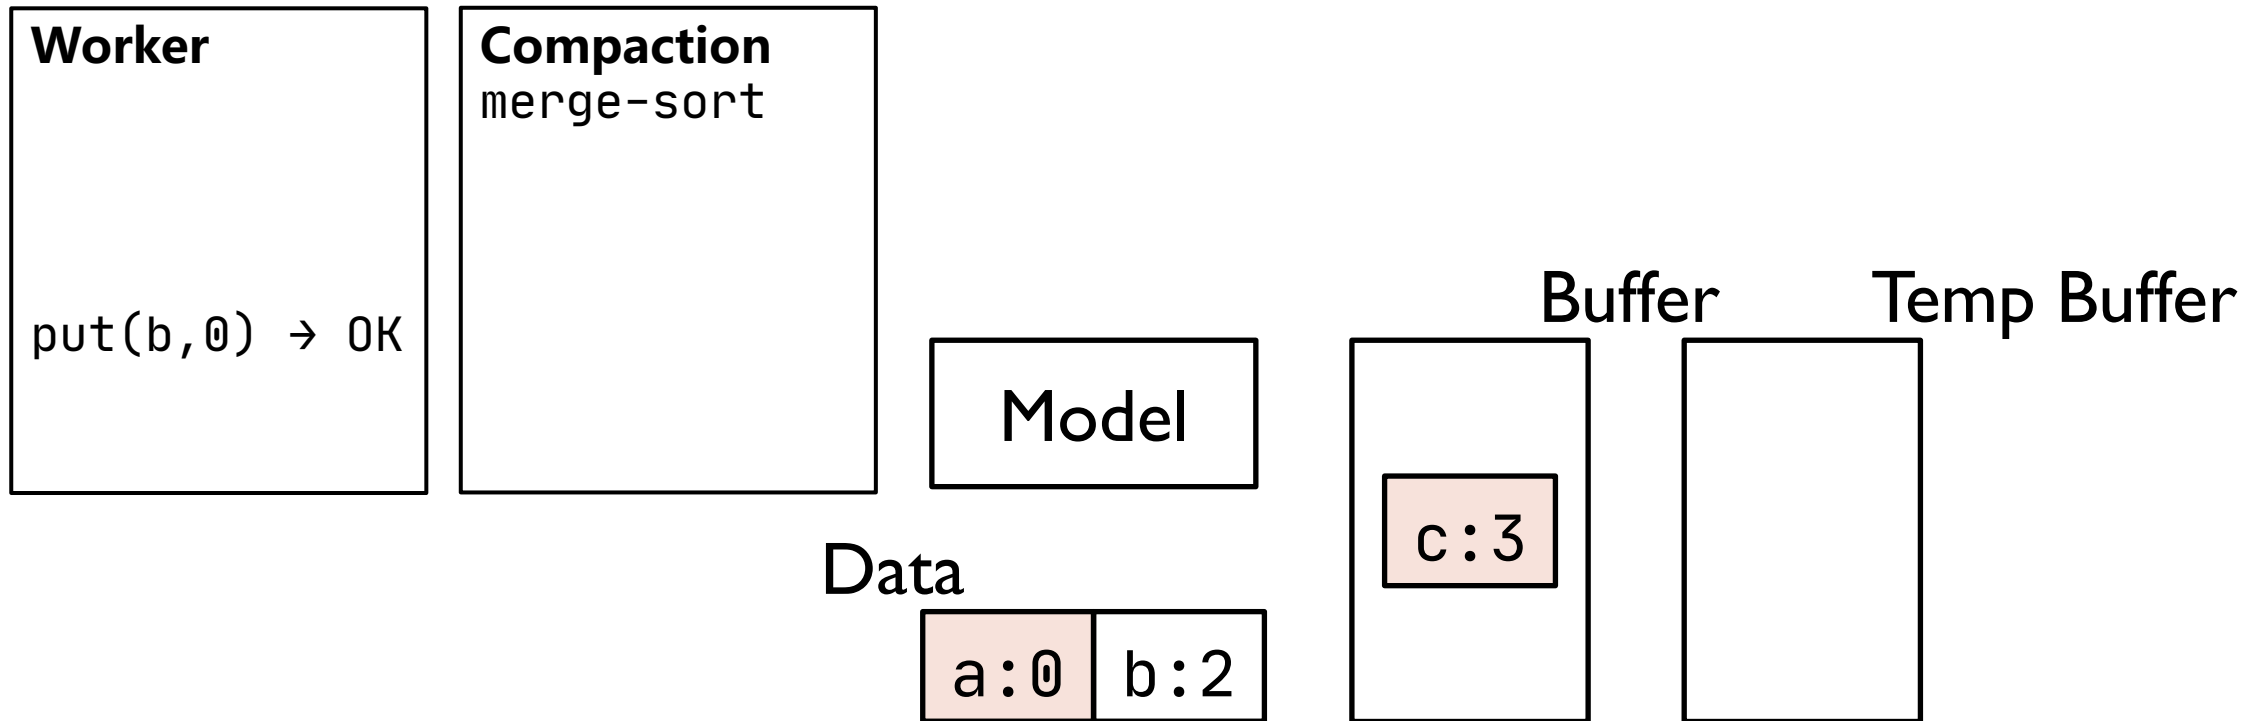 Worker
put(b,0) → OK
Compaction
merge-sort
Model
Data
a:0
b:2
Buffer
c:3
Temp Buffer